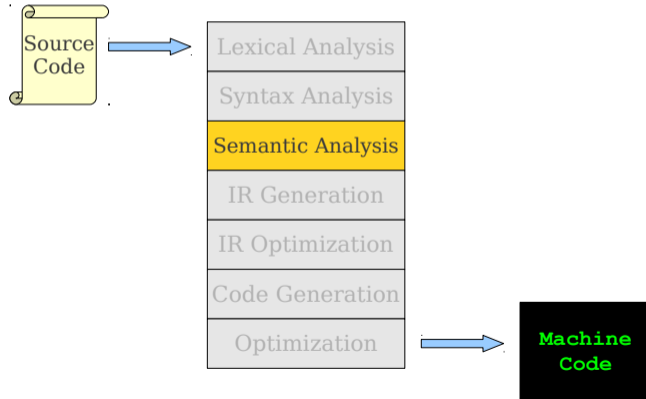 Source
Code
Lexical Analysis
Syntax Analysis
Semantic Analysis
IR Generation
IR Optimization
Code Generation
Optimization
Machine
Code